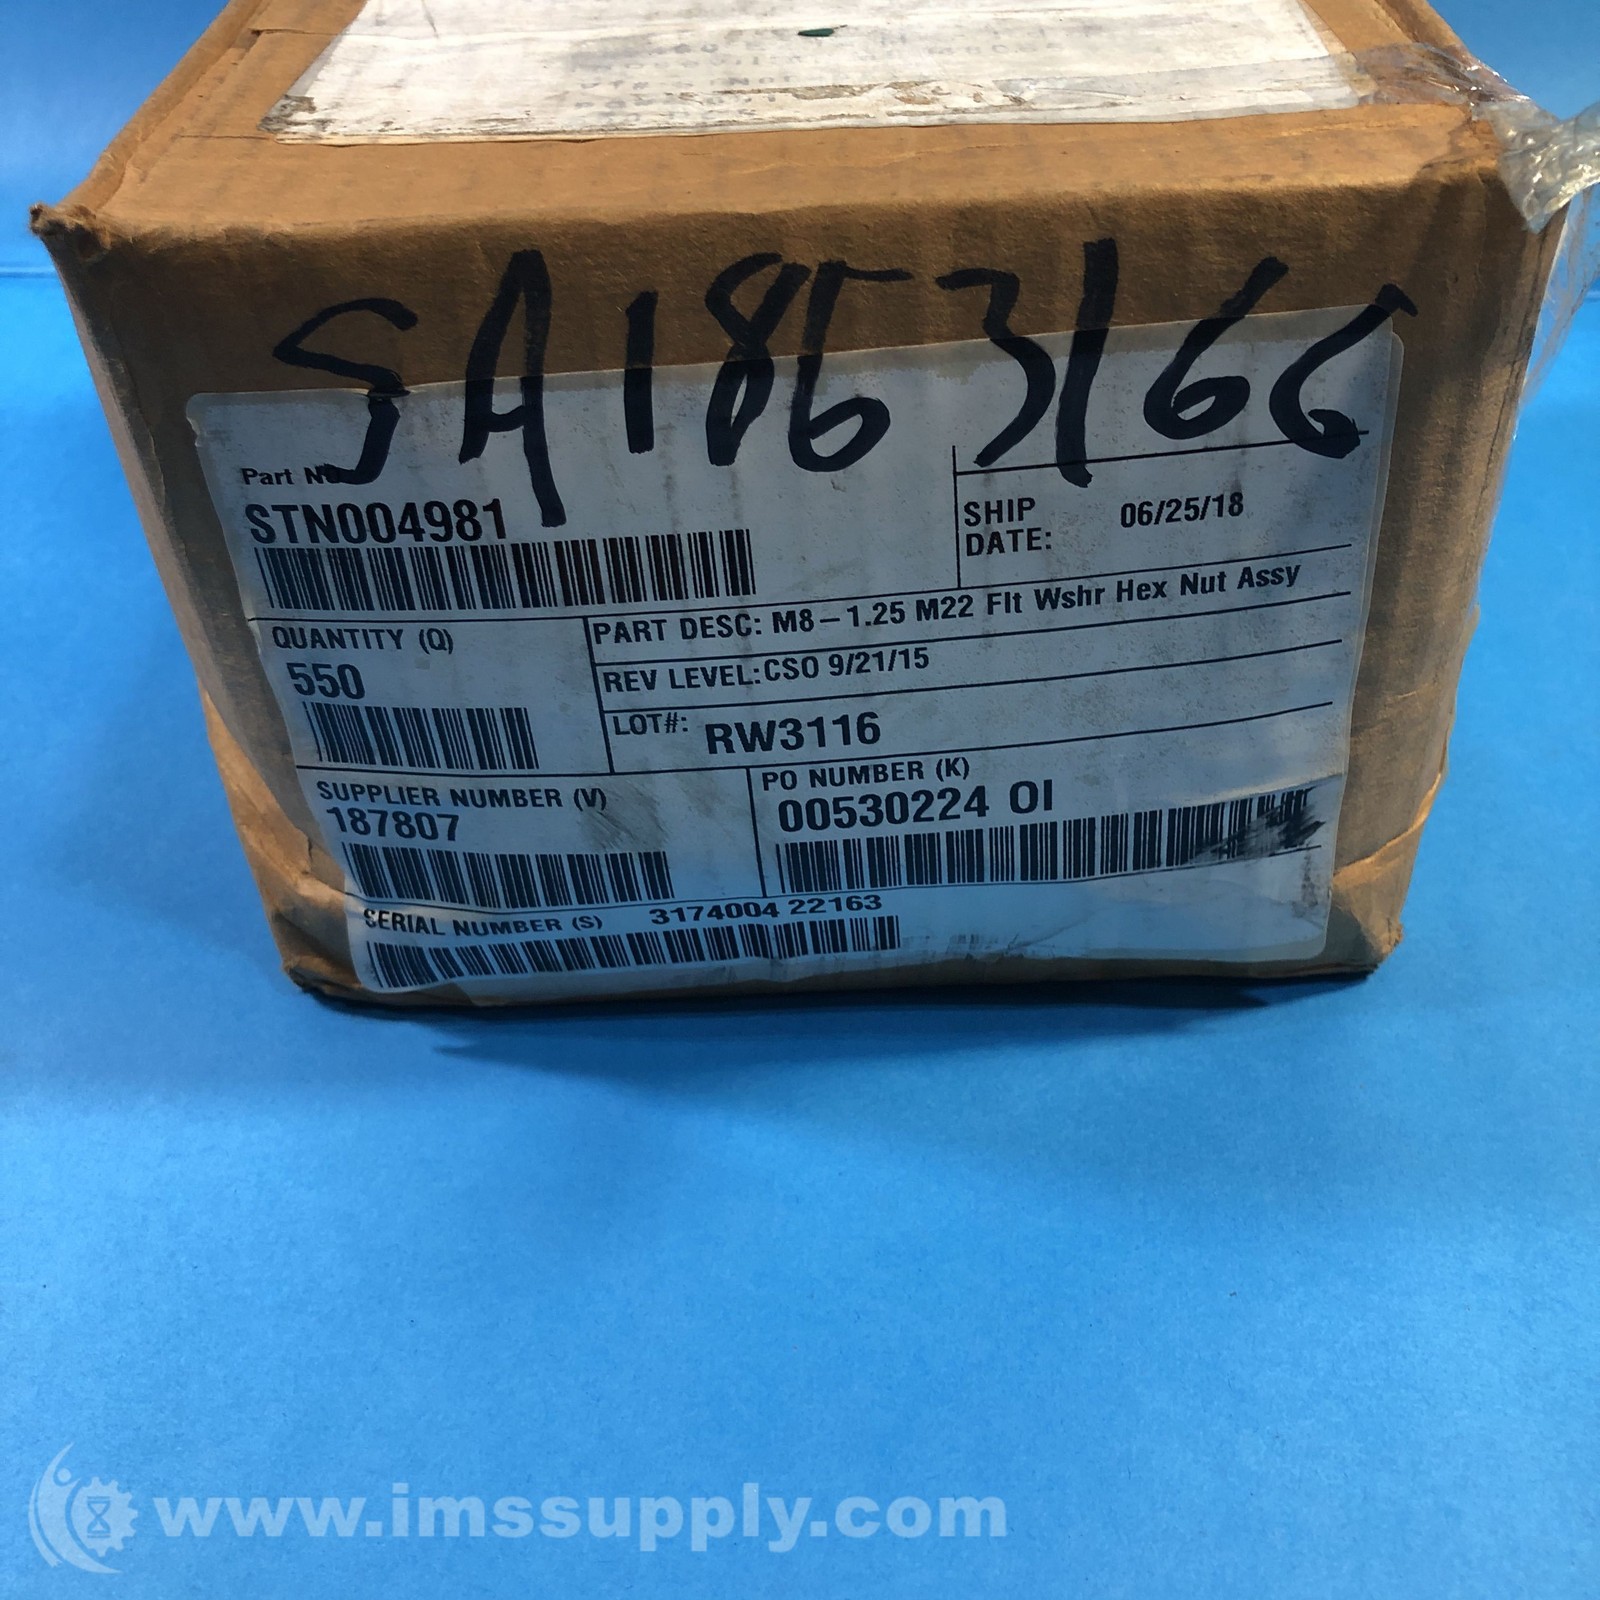 SA1853166
Part
STN004981
SHIP DATE: 06/25/18
PART DESC: M8-1.25 M22 Flt Wshr Hex Nut Assy
QUANTITY (Q)
550
REV LEVEL:CSO 9/21/15
LOT#: RW3116
SUPPLIER NUMBER (V)
187807
PO NUMBER (K)
00530224 OI
SERIAL NUMBER (S) 3174004 22163
www.imssupply.com